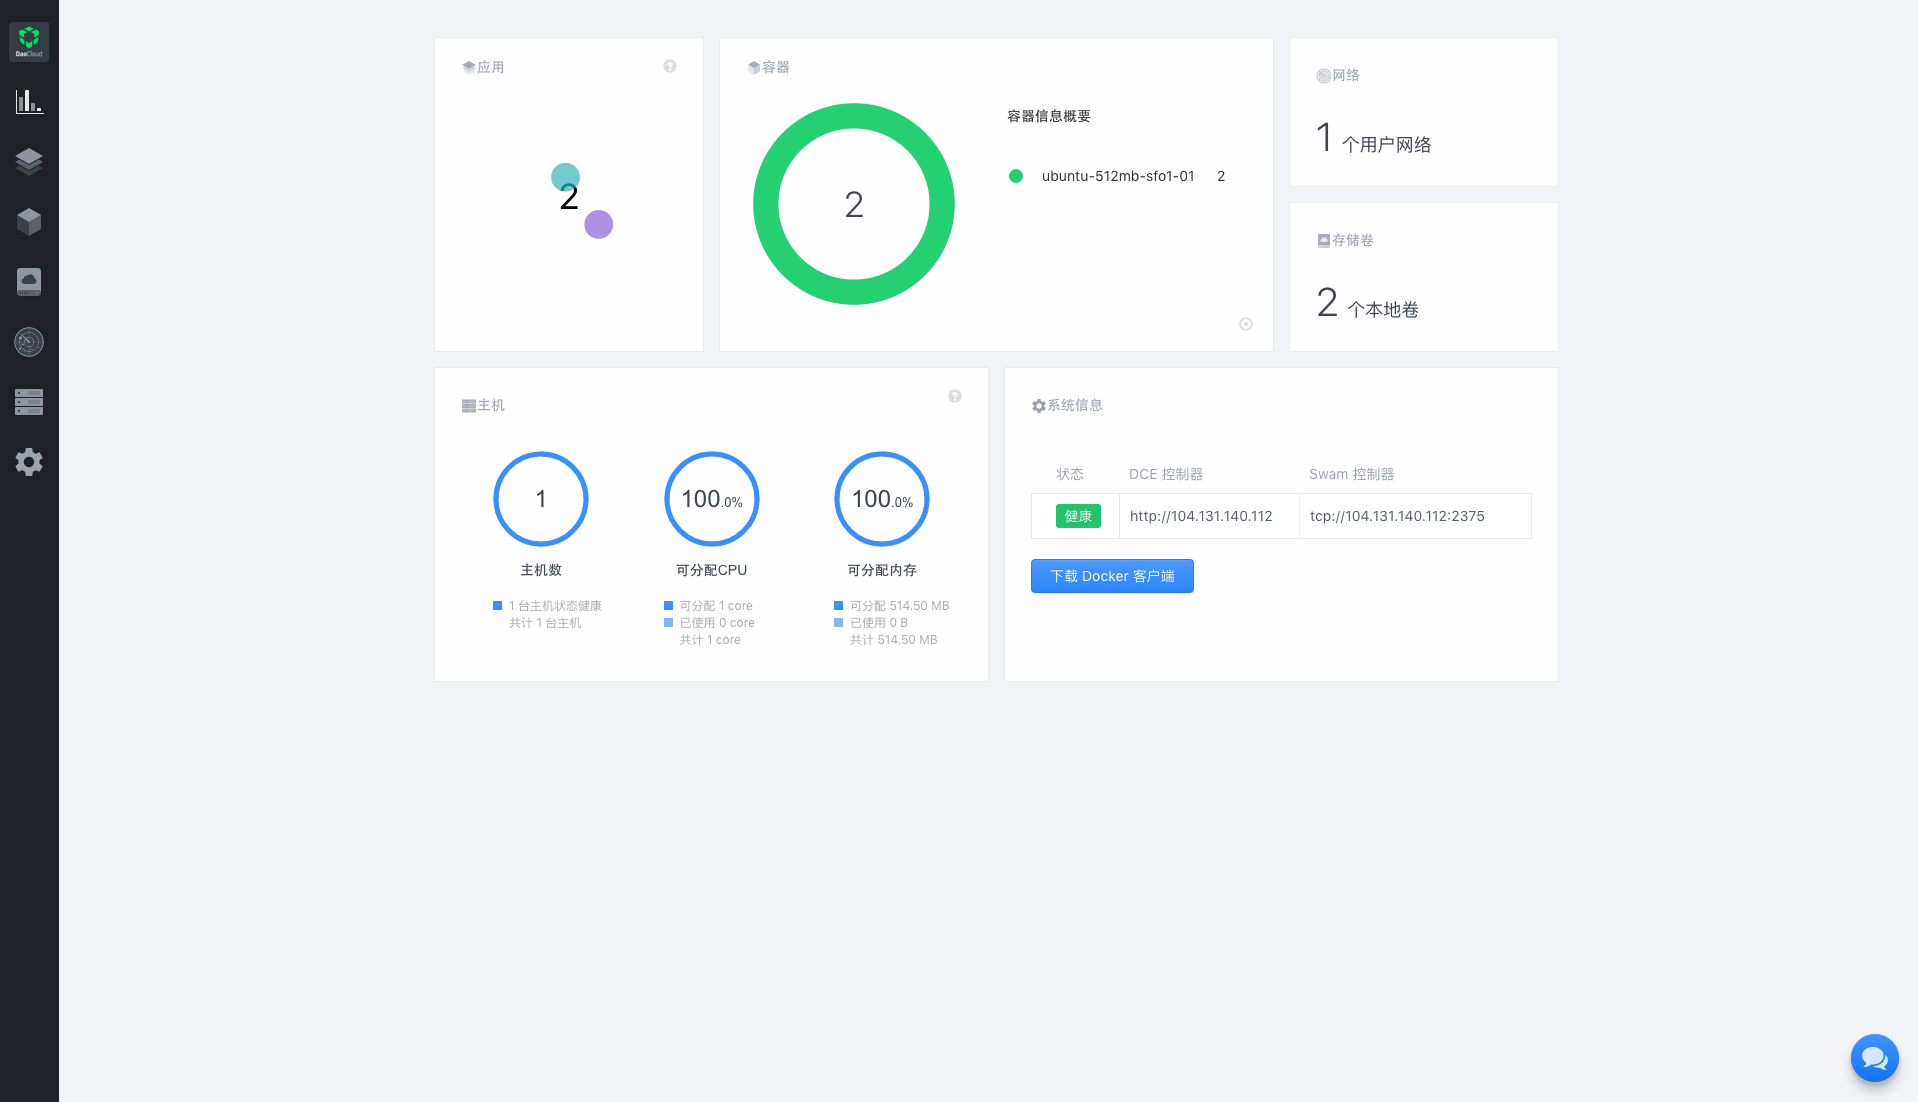 DaoCloud
应用
2
容器
2
容器信息概要
ubuntu-512mb-sfo1-01 2
网络
1 个用户网络
存储卷
2 个本地卷
主机
1
主机数
1 台主机状态健康
共计 1 台主机
100.0%
可分配CPU
可分配 1 core
已使用 0 core
共计 1 core
100.0%
可分配内存
可分配 514.50 MB
已使用 0 B
共计 514.50 MB
系统信息
状态 DCE 控制器 Swam 控制器
健康 http://104.131.140.112 tcp://104.131.140.112:2375
下载 Docker 客户端